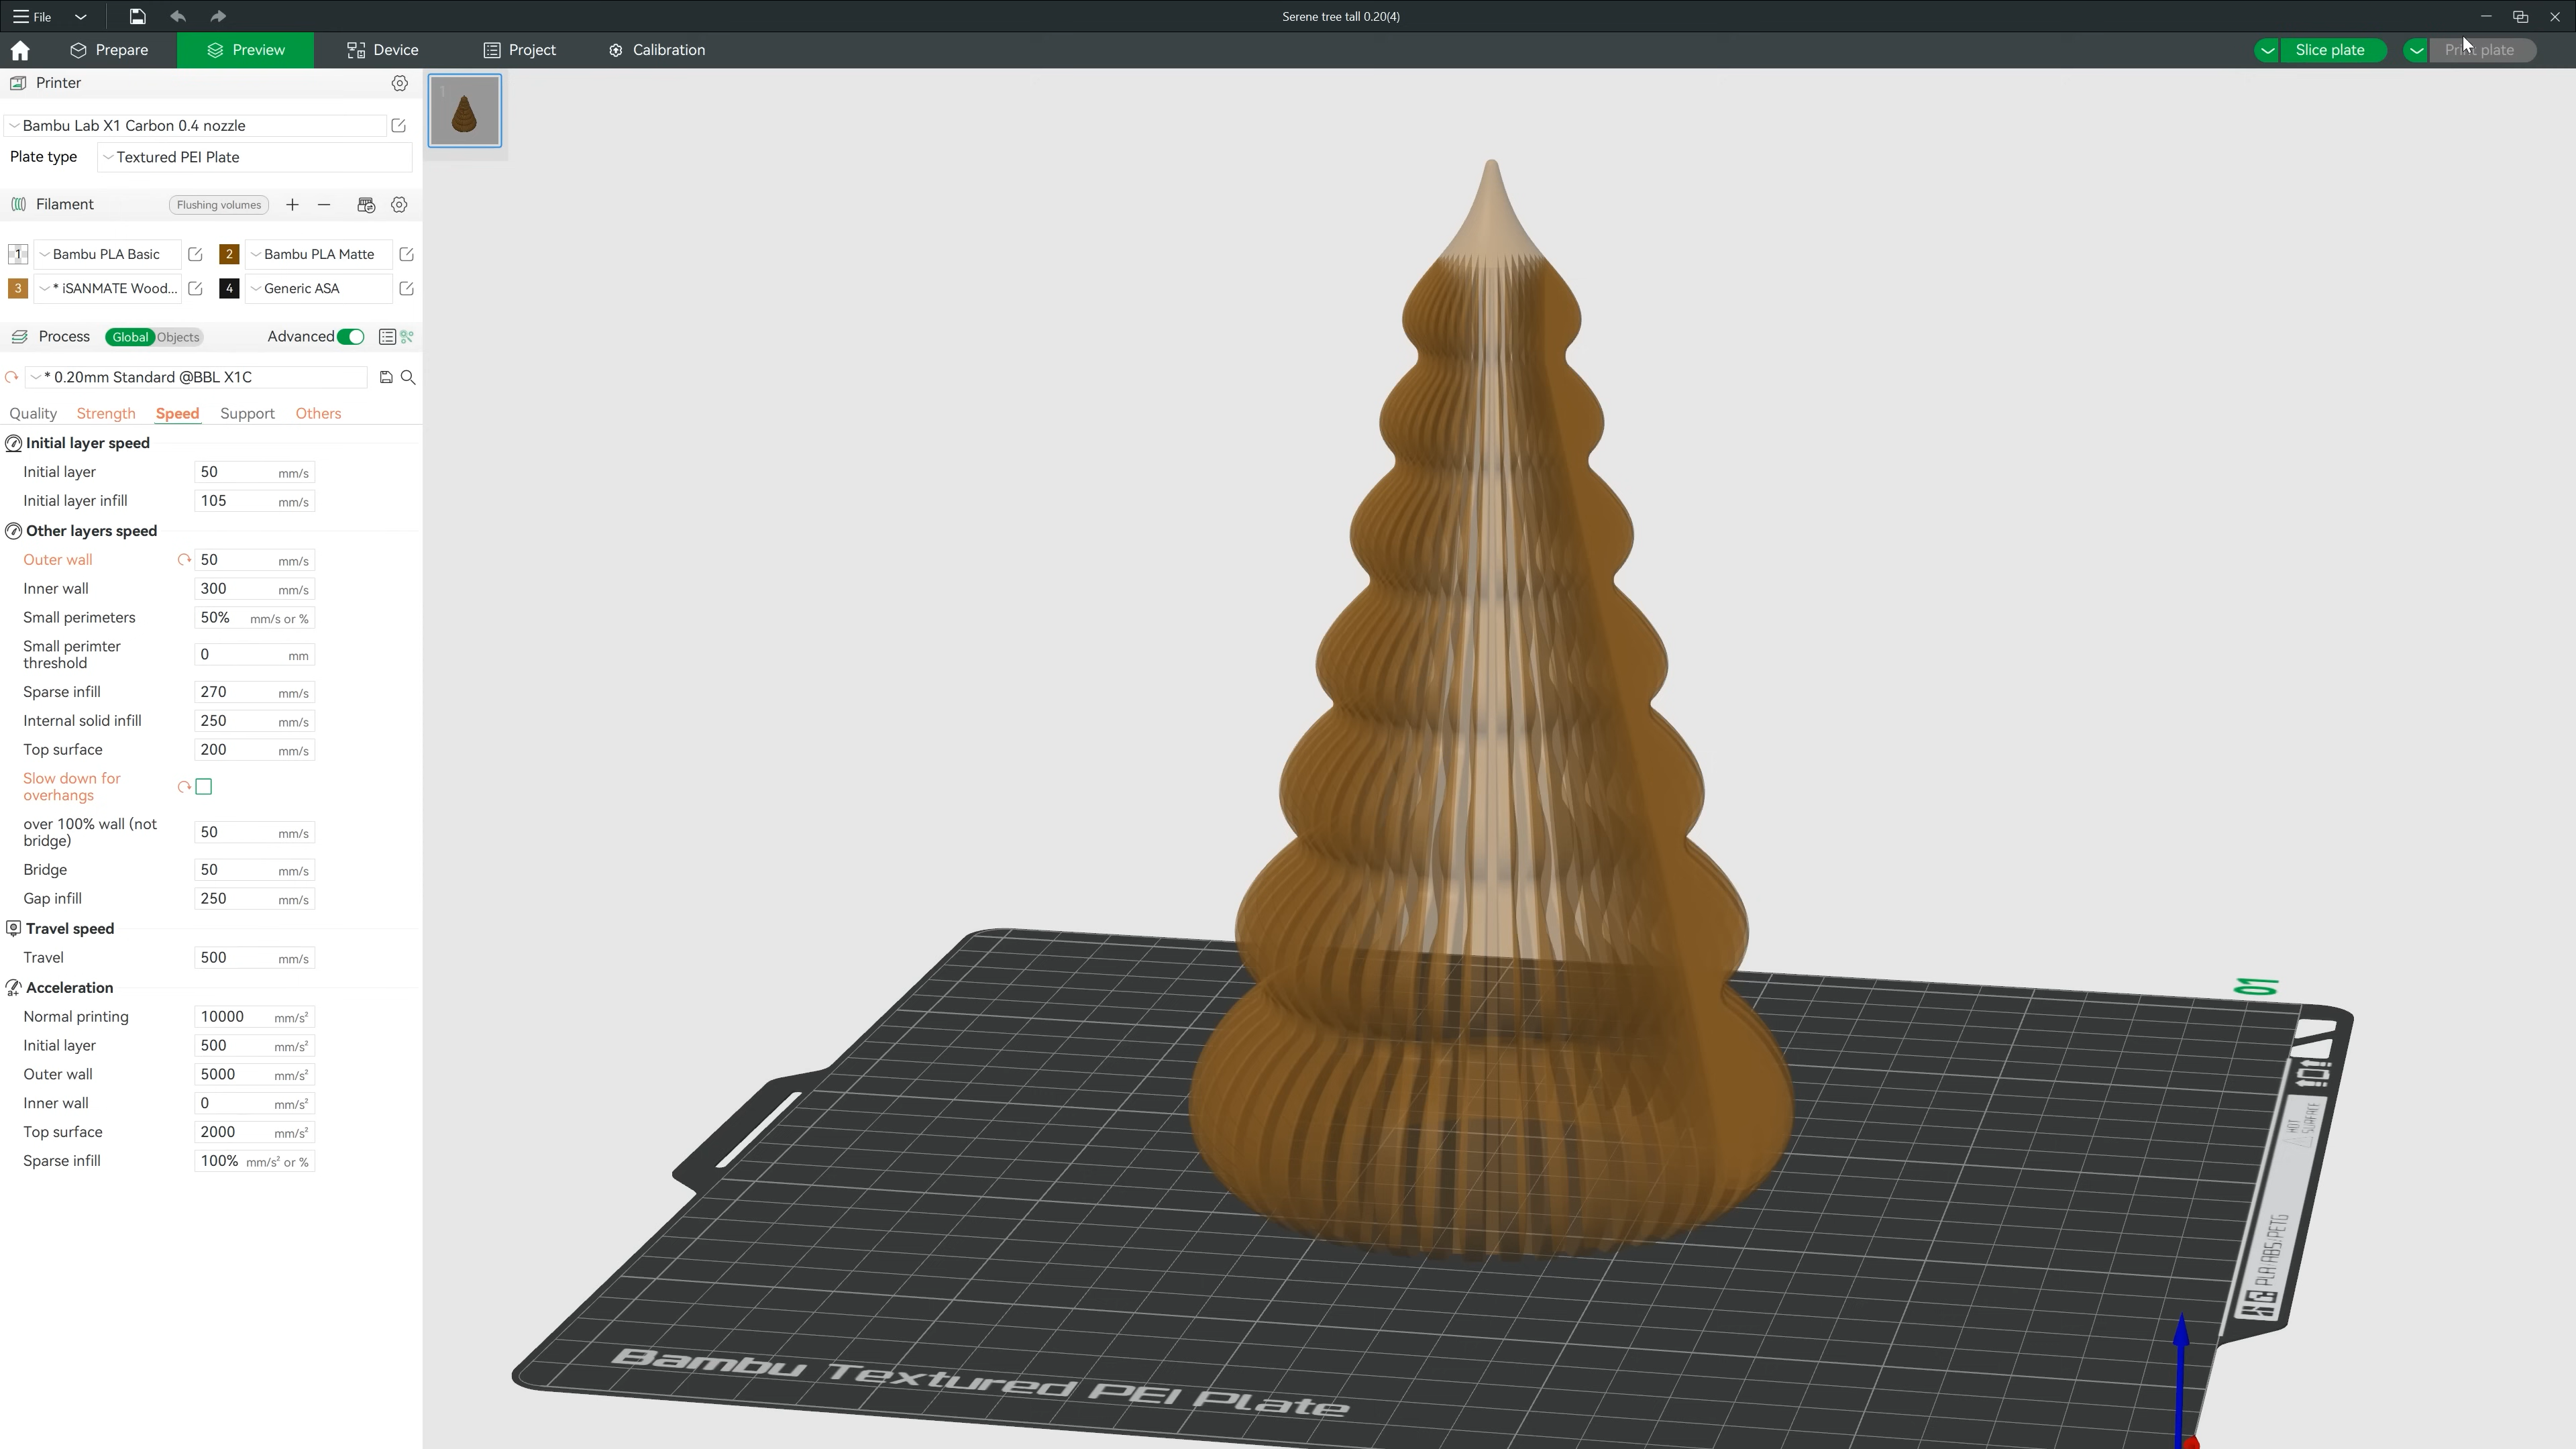 File
Serene tree tall 0.20(4)
Prepare
Preview
Device
Project
Calibration
Slice plate
Print plate
Printer
Bambu Lab X1 Carbon 0.4 nozzle
Plate type Textured PEI Plate
Filament Flushing volumes
1 Bambu PLA Basic 2 Bambu PLA Matte
3 * iSANMATE Wood... 4 Generic ASA
Process Global Objects Advanced
* 0.20mm Standard @BBL X1C
Quality Strength Speed Support Others
Initial layer speed
Initial layer 50 mm/s
Initial layer infill 105 mm/s
Other layers speed
Outer wall 50 mm/s
Inner wall 300 mm/s
Small perimeters 50% mm/s or %
Small perimter
threshold 0 mm
Sparse infill 270 mm/s
Internal solid infill 250 mm/s
Top surface 200 mm/s
Slow down for
overhangs
over 100% wall (not
bridge) 50 mm/s
Bridge 50 mm/s
Gap infill 250 mm/s
Travel speed
Travel 500 mm/s
Acceleration
Normal printing 10000 mm/s²
Initial layer 500 mm/s²
Outer wall 5000 mm/s²
Inner wall 0 mm/s²
Top surface 2000 mm/s²
Sparse infill 100% mm/s² or %
1
01
HOT
SURFACE
PLA/ABS/PETG
Bambu Textured PEI Plate